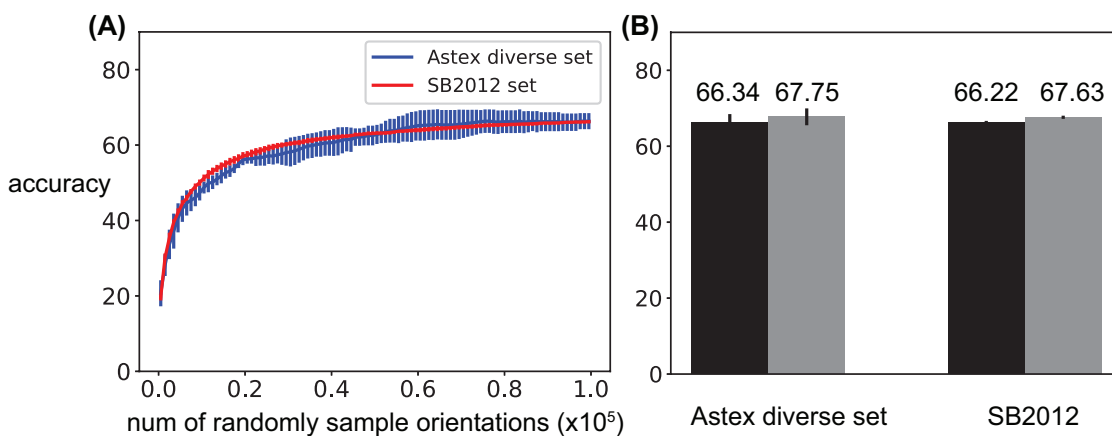 (A)
Astex diverse set
SB2012 set
accuracy
80
60
40
20
0
0.0 0.2 0.4 0.6 0.8 1.0
num of randomly sample orientations (x10⁵)
(B)
80
60
40
20
0
66.34 67.75 66.22 67.63
Astex diverse set SB2012